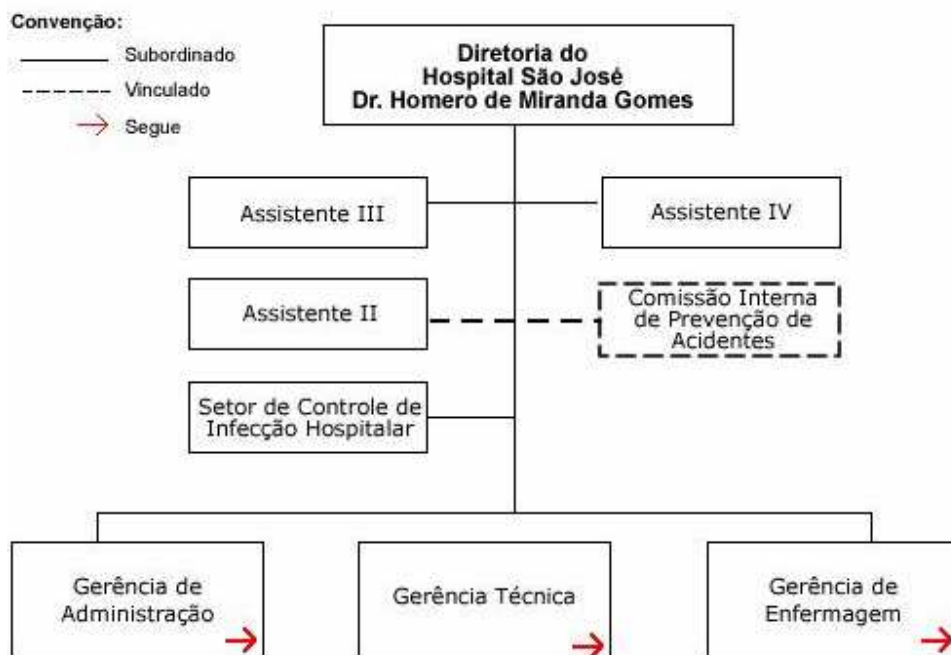 Convenção:
Subordinado
Vinculado
Segue
Diretoria do
Hospital São José
Dr. Homero de Miranda Gomes
Assistente III
Assistente IV
Assistente II
Comissão Interna
de Prevenção de
Acidentes
Setor de Controle de
Infecção Hospitalar
Gerência de
Administração
Gerência Técnica
Gerência de
Enfermagem